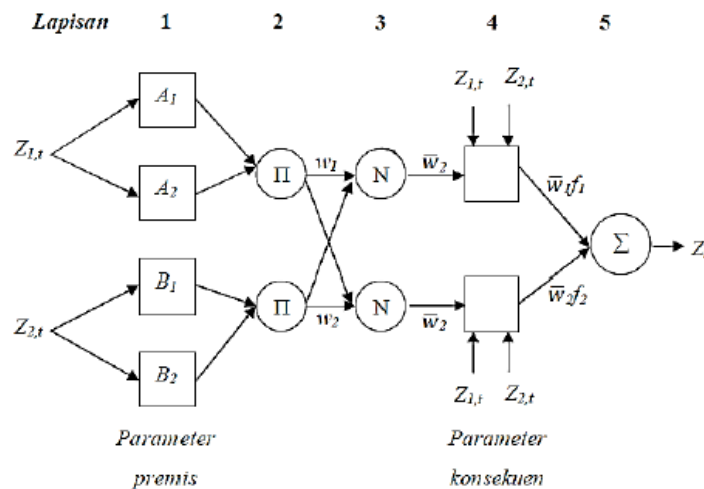 Lapisan 1 2 3 4 5
Z1,t Z2,t
A1
Z1,t
A2
Π w1 N w̅2
w̅1f1
Σ
B1
Z2,t
B2
Π w2 N w̅2
w̅2f2
Z1,t Z2,t
Parameter
premis
Parameter
konsekuen